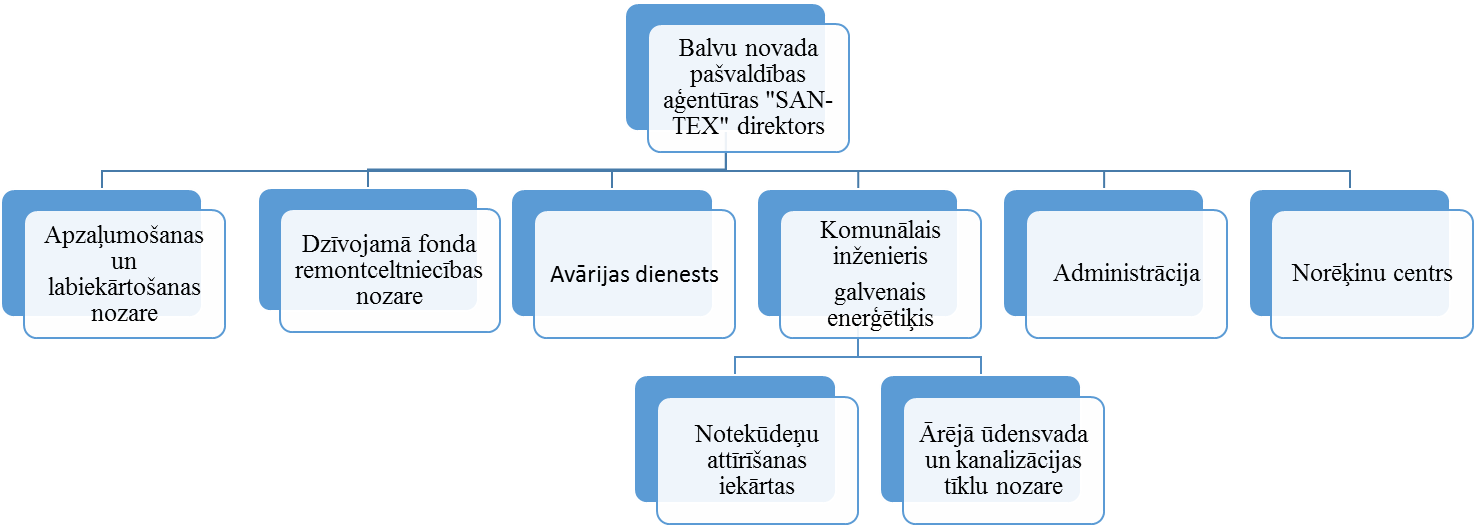 Balvu novada
pašvaldības
aģentūras "SAN-
TEX" direktors
Apzaļumošanas
un
labiekārtošanas
nozare
Dzīvojamā fonda
remontceltniecības
nozare
Avārijas dienests
Komunālais
inženieris
galvenais
enerģētiķis
Administrācija
Norēķinu centrs
Notekūdeņu
attīrīšanas
iekārtas
Ārējā ūdensvada
un kanalizācijas
tīklu nozare